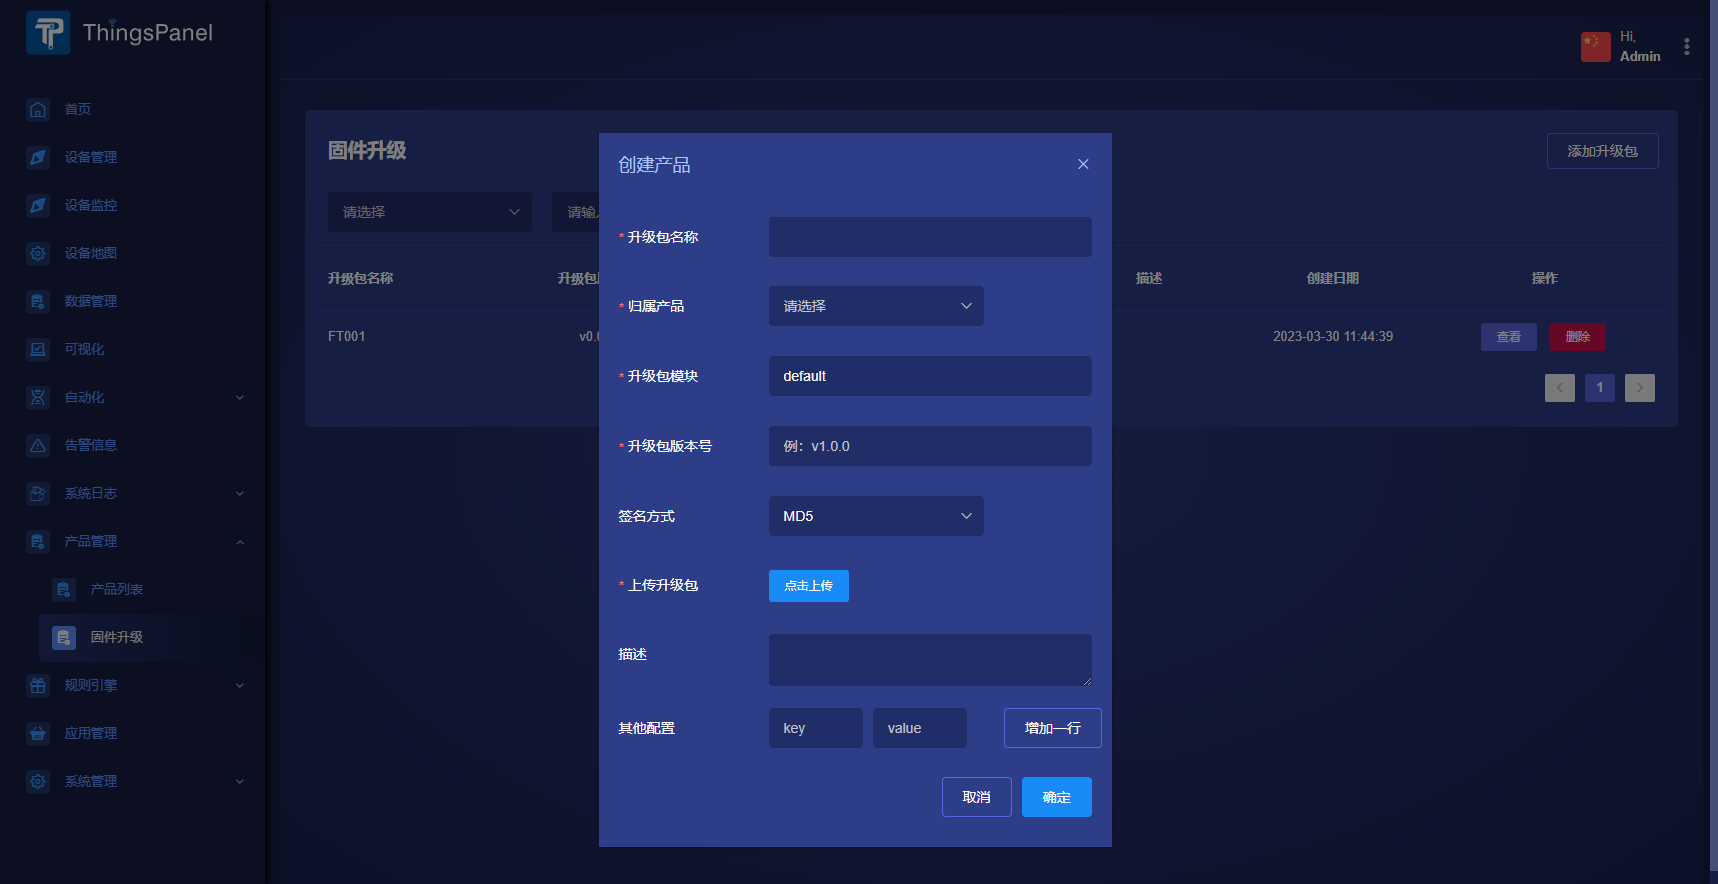 ThingsPanel
Hi,
Admin
首页
设备管理
设备监控
设备地图
数据管理
可视化
自动化
告警信息
系统日志
产品管理
产品列表
固件升级
规则引擎
应用管理
系统管理
固件升级
添加升级包
请选择
请输
升级包名称
升级包
描述
创建日期
操作
FT001
v0.
2023-03-30 11:44:39
查看
删除
1
创建产品
* 升级包名称
* 归属产品
请选择
* 升级包模块
default
* 升级包版本号
例：v1.0.0
签名方式
MD5
* 上传升级包
点击上传
描述
其他配置
key
value
增加一行
取消
确定